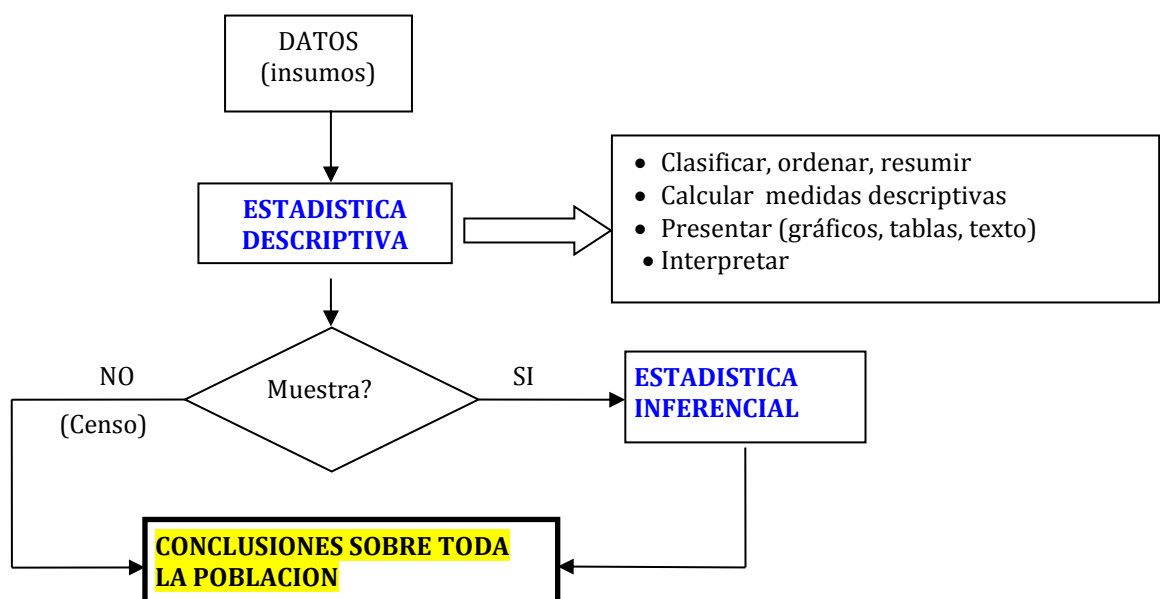 DATOS
(insumos)
• Clasificar, ordenar, resumir
• Calcular medidas descriptivas
• Presentar (gráficos, tablas, texto)
• Interpretar
ESTADISTICA
DESCRIPTIVA
NO
(Censo)
Muestra?
SI
ESTADISTICA
INFERENCIAL
CONCLUSIONES SOBRE TODA
LA POBLACION